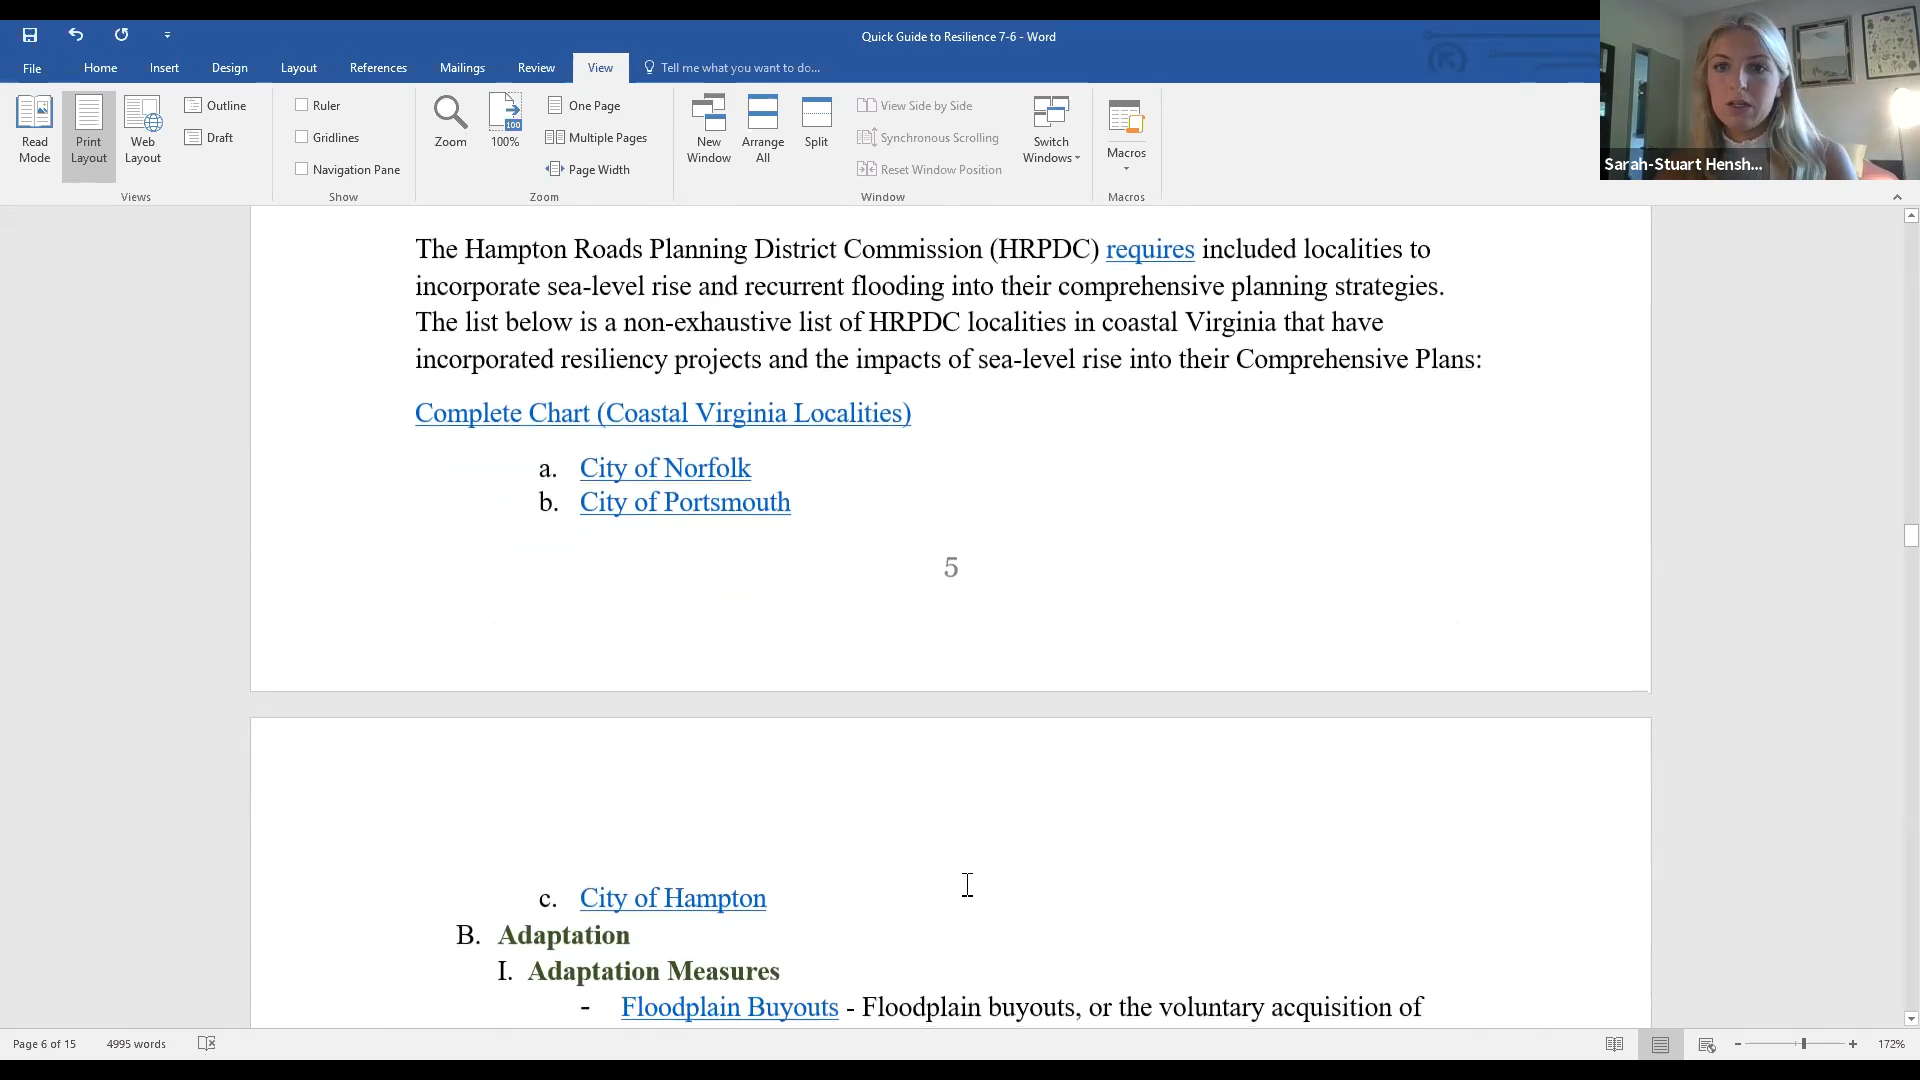 Quick Guide to Resilience 7-6 - Word
File Home Insert Design Layout References Mailings Review View Tell me what you want to do...
Read Mode
Print Layout
Web Layout
Outline
Draft
Views
Ruler
Gridlines
Navigation Pane
Show
Zoom
100
100%
One Page
Multiple Pages
Page Width
Zoom
New Window
Arrange All
Split
View Side by Side
Synchronous Scrolling
Reset Window Position
Window
Switch Windows
Macros
Macros
Sarah-Stuart Hensh...
The Hampton Roads Planning District Commission (HRPDC) requires included localities to
incorporate sea-level rise and recurrent flooding into their comprehensive planning strategies.
The list below is a non-exhaustive list of HRPDC localities in coastal Virginia that have
incorporated resiliency projects and the impacts of sea-level rise into their Comprehensive Plans:
Complete Chart (Coastal Virginia Localities)
a. City of Norfolk
b. City of Portsmouth
5
c. City of Hampton
B. Adaptation
I. Adaptation Measures
- Floodplain Buyouts - Floodplain buyouts, or the voluntary acquisition of
Page 6 of 15 4995 words 172%